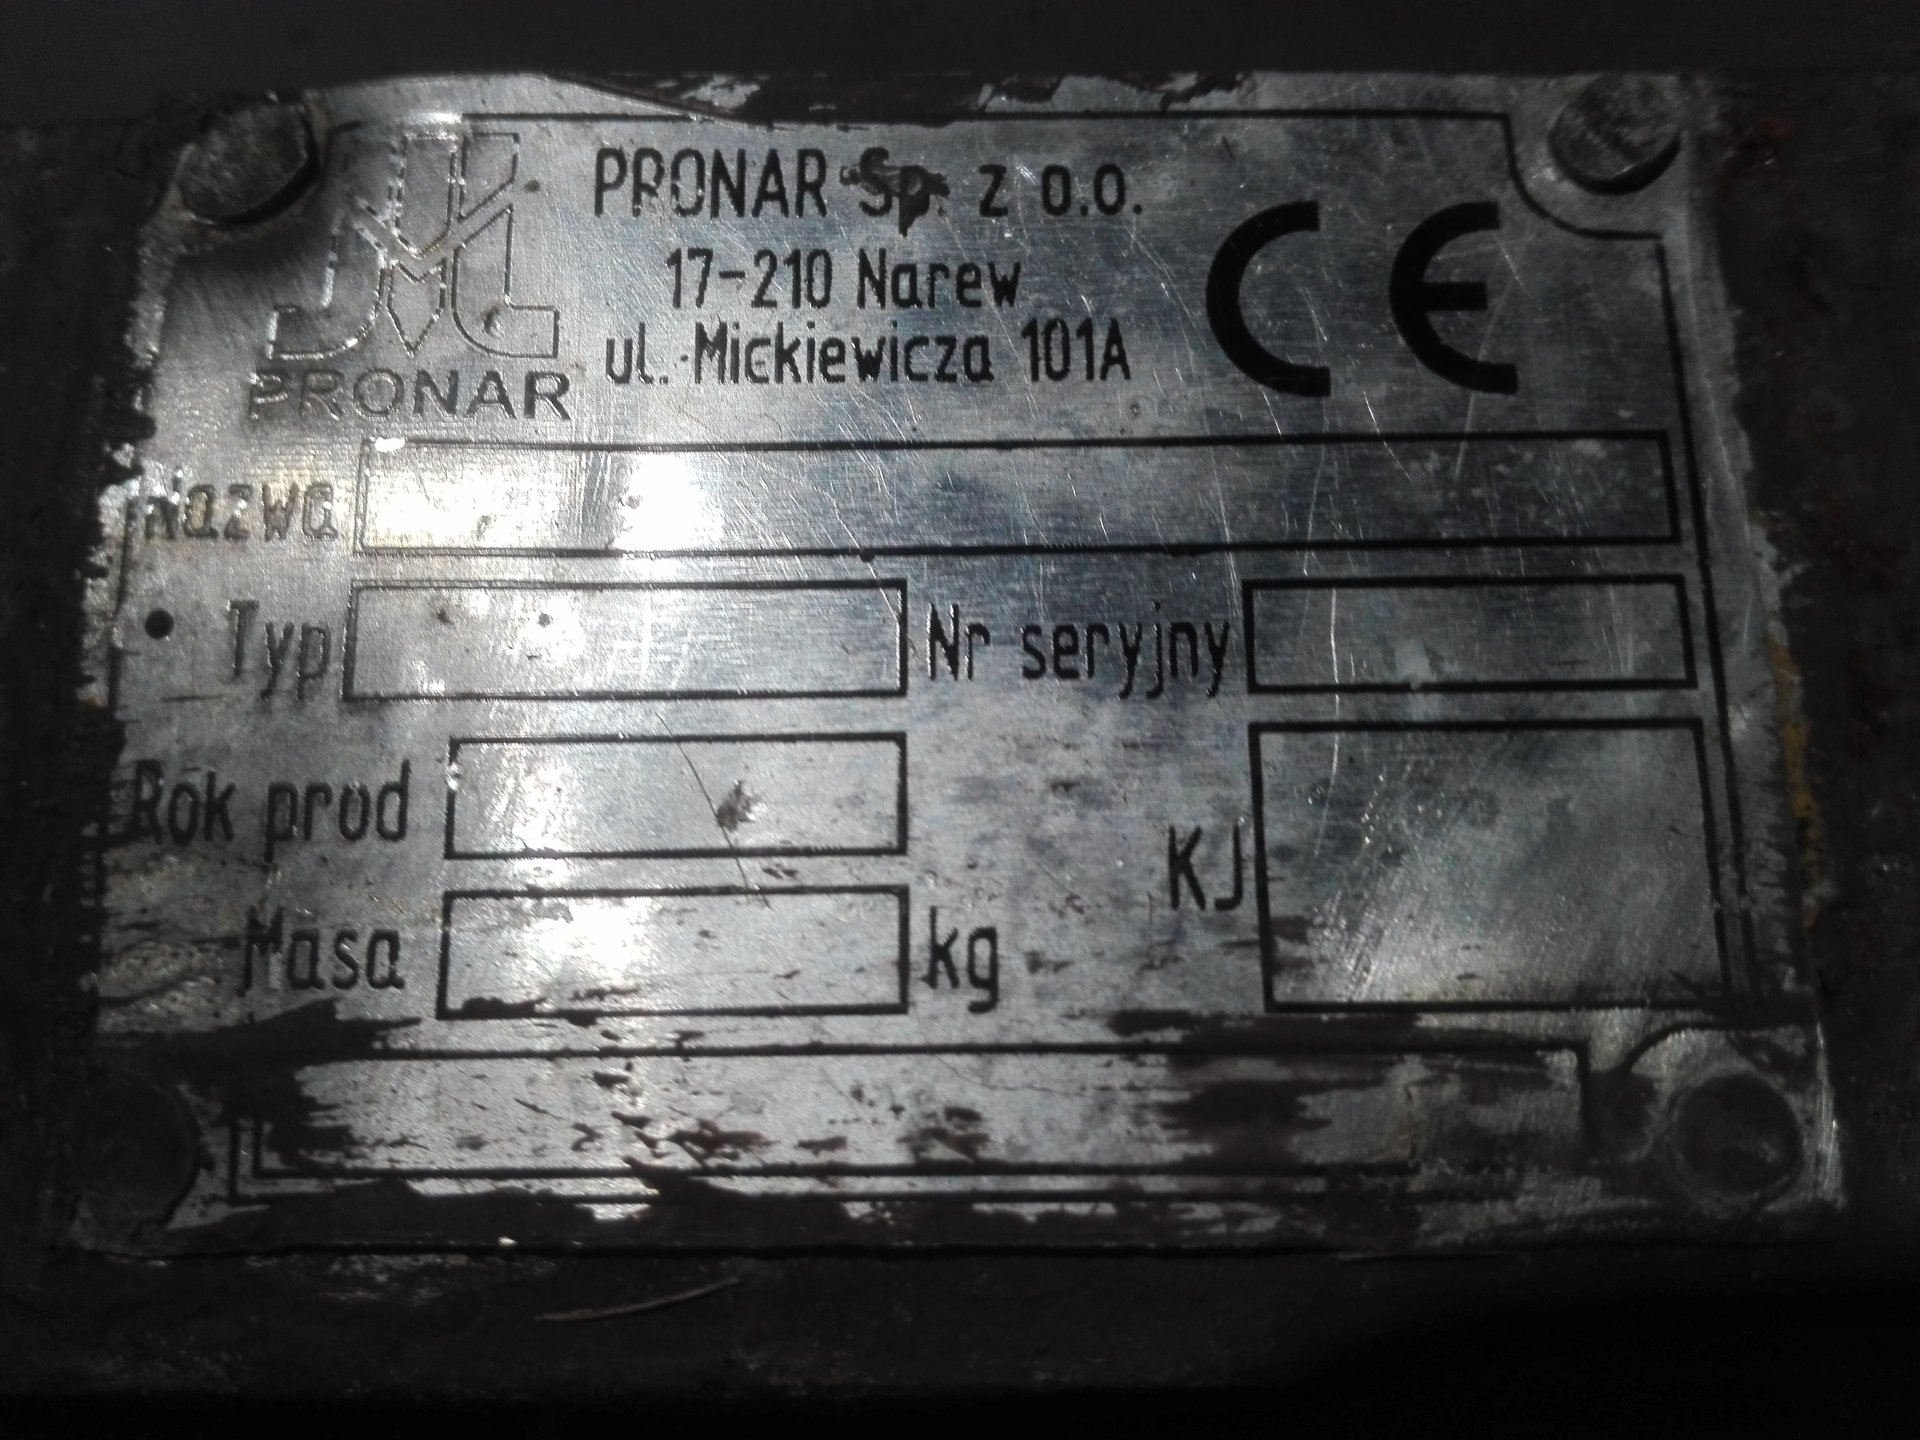 PRONAR Sp. z o.o.
17-210 Narew
ul. Mickiewicza 101A
CE
PRONAR
Nazwa
Typ
Nr seryjny
Rok prod
KJ
Masa
kg